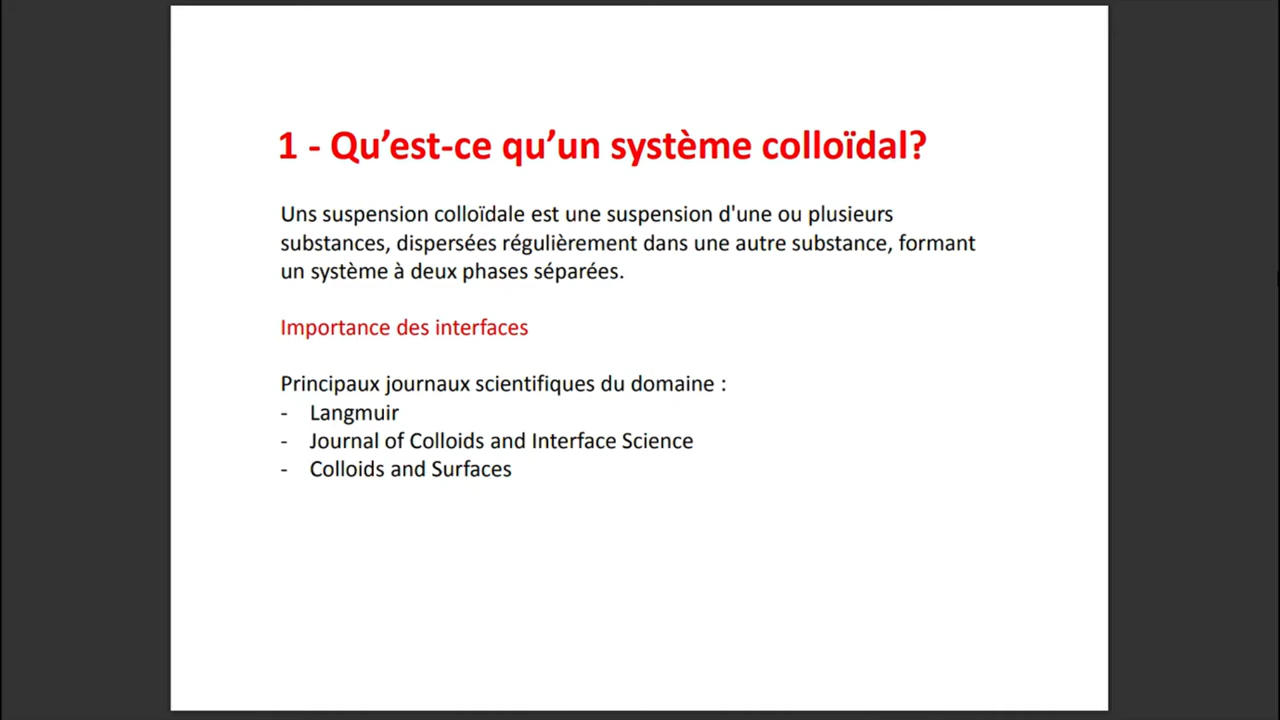 1 - Qu’est-ce qu’un système colloïdal?
Uns suspension colloïdale est une suspension d'une ou plusieurs
substances, dispersées régulièrement dans une autre substance, formant
un système à deux phases séparées.
Importance des interfaces
Principaux journaux scientifiques du domaine :
- Langmuir
- Journal of Colloids and Interface Science
- Colloids and Surfaces